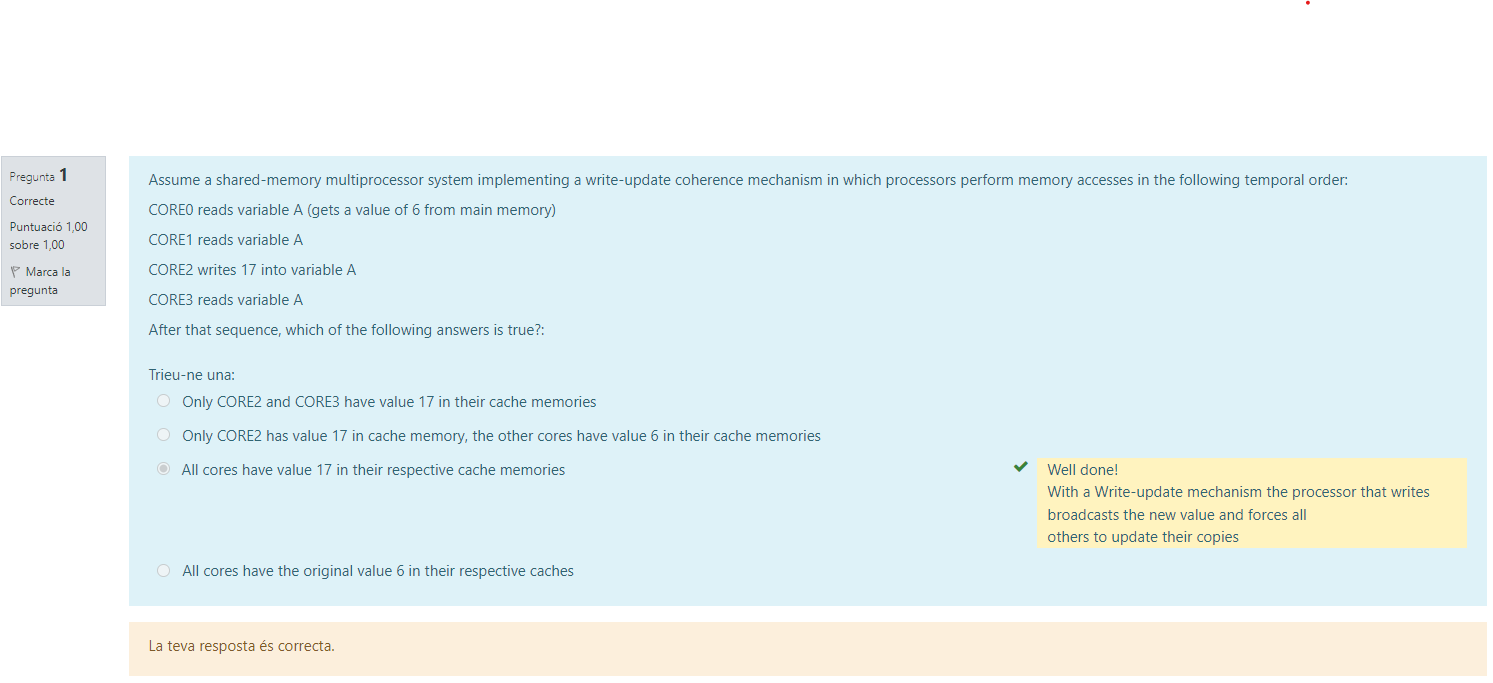 Pregunta 1
Correcte
Puntuació 1,00
sobre 1,00
Marca la
pregunta
Assume a shared-memory multiprocessor system implementing a write-update coherence mechanism in which processors perform memory accesses in the following temporal order:
CORE0 reads variable A (gets a value of 6 from main memory)
CORE1 reads variable A
CORE2 writes 17 into variable A
CORE3 reads variable A
After that sequence, which of the following answers is true?:
Trieu-ne una:
Only CORE2 and CORE3 have value 17 in their cache memories
Only CORE2 has value 17 in cache memory, the other cores have value 6 in their cache memories
All cores have value 17 in their respective cache memories
Well done!
With a Write-update mechanism the processor that writes
broadcasts the new value and forces all
others to update their copies
All cores have the original value 6 in their respective caches
La teva resposta és correcta.